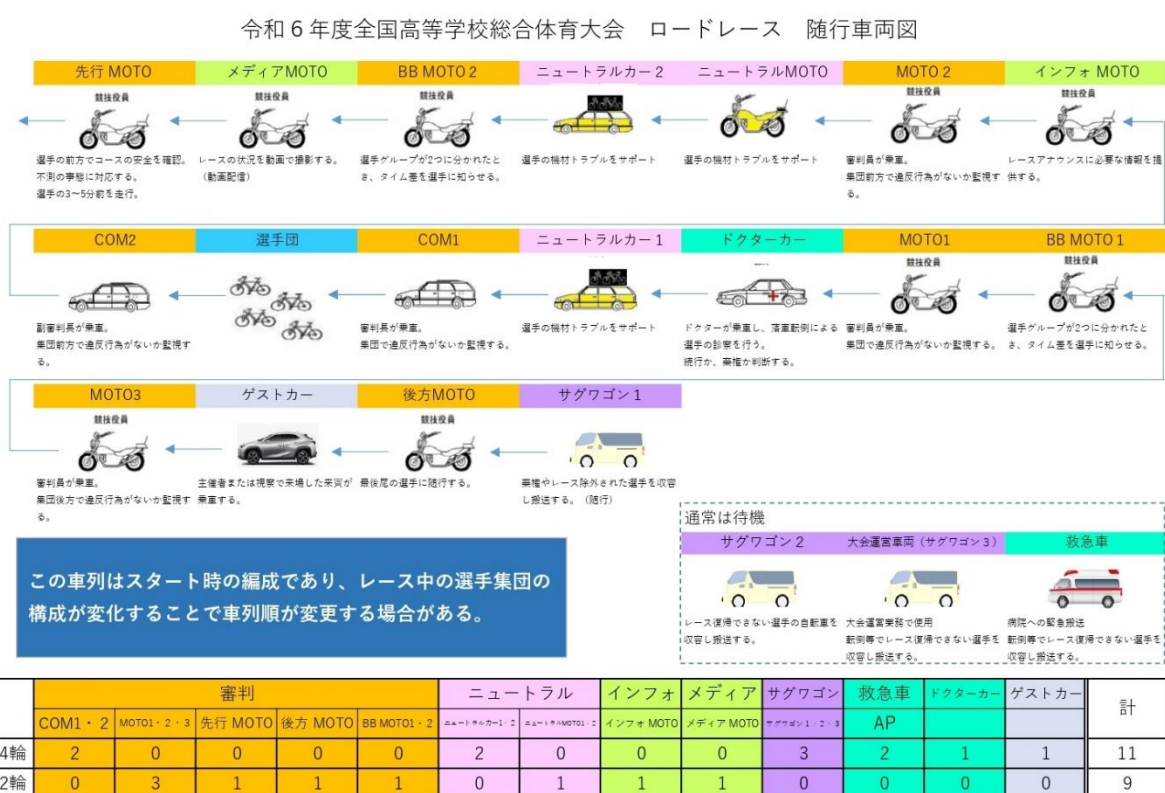 令和６年度全国高等学校総合体育大会　ロードレース　随行車両図
先行 MOTO
メディアMOTO
BB MOTO２
ニュートラルカー２
ニュートラルMOTO
MOTO２
インフォ MOTO
競技役員
競技役員
競技役員
競技役員
競技役員
選手の前方でコースの安全を確認。
不測の事態に対応する。
選手の3～5分前を走行。
レースの状況を動画で撮影する。
（動画配信）
選手グループが2つに分かれたと
き、タイム差を選手に知らせる。
選手の機材トラブルをサポート
選手の機材トラブルをサポート
審判員が乗車。
集団前方で違反行為がないか監視す
る。
レースアナウンスに必要な情報を提
供する。
COM2
選手団
COM1
ニュートラルカー１
ドクターカー
MOTO1
BB MOTO１
競技役員
競技役員
副審判長が乗車。
集団前方で違反行為がないか監視す
る。
審判長が乗車。
集団で違反行為がないか監視する。
選手の機材トラブルをサポート
ドクターが乗車し、落車転倒による
選手の診察を行う。
続行か、棄権か判断する。
審判員が乗車。
集団で違反行為がないか監視する。
選手グループが2つに分かれたと
き、タイム差を選手に知らせる。
MOTO3
ゲストカー
後方MOTO
サグワゴン１
競技役員
競技役員
審判員が乗車。
集団後方で違反行為がないか監視す
る。
主催者または視察で来場した来賓が
乗車する。
最後尾の選手に随行する。
棄権やレース除外された選手を収容
し搬送する。（随行）
通常は待機
サグワゴン２
大会運営車両（サグワゴン３）
救急車
レース復帰できない選手の自転車を
収容し搬送する。
大会運営業務で使用
転倒等でレース復帰できない選手を
収容し搬送する。
病院への緊急搬送
転倒等でレース復帰できない選手を
収容し搬送する。
この車列はスタート時の編成であり、レース中の選手集団の
構成が変化することで車列順が変更する場合がある。
審判 ニュートラル インフォ メディア サグワゴン 救急車 ドクターカー ゲストカー 計
COM1・2 MOTO1・2・3 先行 MOTO 後方 MOTO BB MOTO1・2 ニュートラルカー1・2 ニュートラルMOTO1・2 インフォ MOTO メディア MOTO サグワゴン1・2・3 AP
4輪 2 0 0 0 0 2 0 0 0 3 2 1 1 11
2輪 0 3 1 1 1 0 1 1 1 0 0 0 0 9